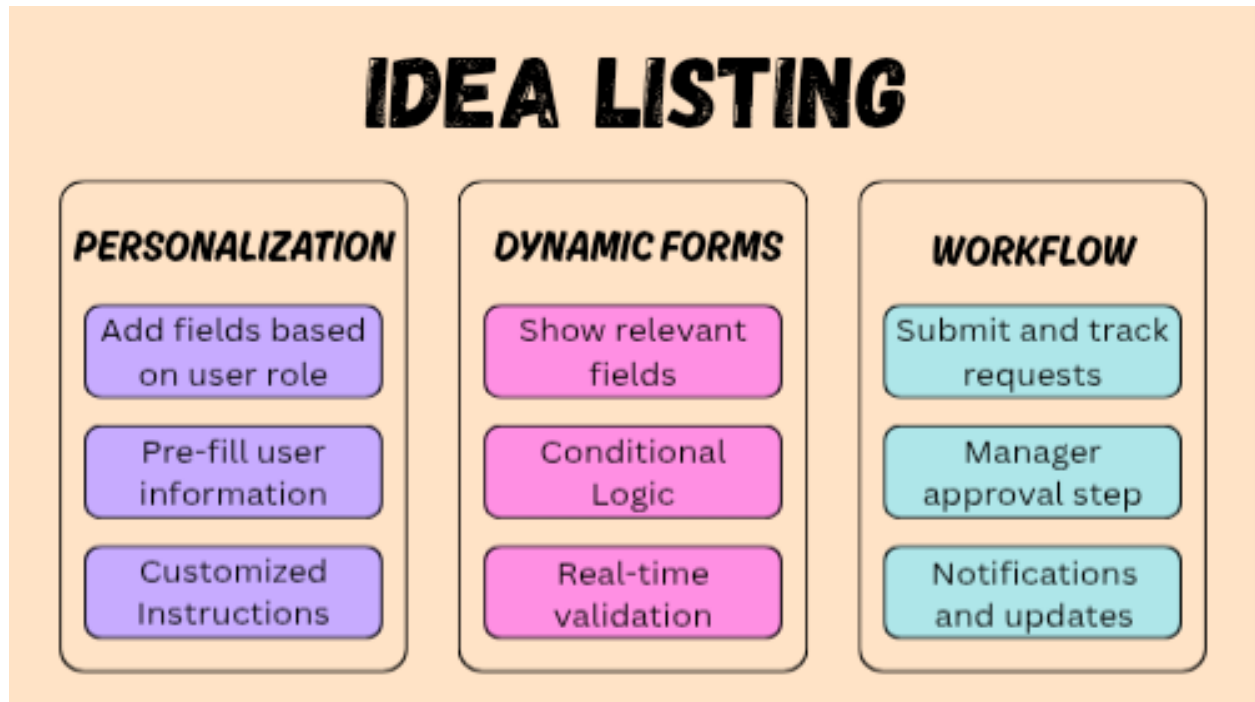 IDEA LISTING
PERSONALIZATION
Add fields based
on user role
Pre-fill user
information
Customized
Instructions
DYNAMIC FORMS
Show relevant
fields
Conditional
Logic
Real-time
validation
WORKFLOW
Submit and track
requests
Manager
approval step
Notifications
and updates